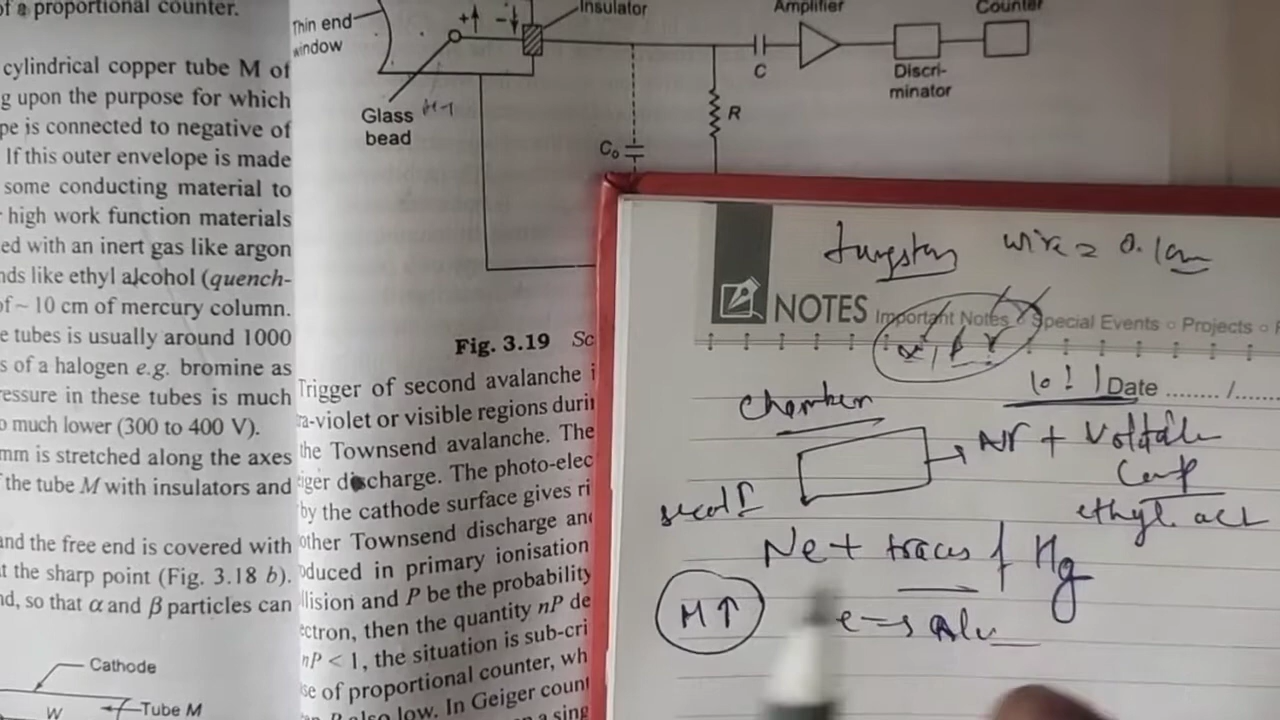 of a proportional counter.
cylindrical copper tube M of
g upon the purpose for which
pe is connected to negative of
If this outer envelope is made
some conducting material to
high work function materials
ed with an inert gas like argon
nds like ethyl alcohol (quench-
of ~ 10 cm of mercury column.
e tubes is usually around 1000
s of a halogen e.g. bromine as
ressure in these tubes is much
o much lower (300 to 400 V).
mm is stretched along the axes
the tube M with insulators and
and the free end is covered with
at the sharp point (Fig. 3.18 b).
nd, so that α and β particles can
Cathode
Tube M
W
Thin end
window
+ −
Insulator
Glass
bead
C₀
R
C
Amplifier
Discri-
minator
Counter
Fig. 3.19 Sc
Trigger of second avalanche i
ra-violet or visible regions durin
the Townsend avalanche. The
eiger discharge. The photo-elec
by the cathode surface gives ri
other Townsend discharge and
oduced in primary ionisation
llision and P be the probability
ectron, then the quantity nP de
nP < 1, the situation is sub-cri
se of proportional counter, wh
P also low. In Geiger count
a sing
tungsten wire = 0.1cm
NOTES Important Notes Special Events Projects
α, β, γ
Date ......../........
chamber
Ar + Volatile
ethyl
Ne + traces of Hg
M↑